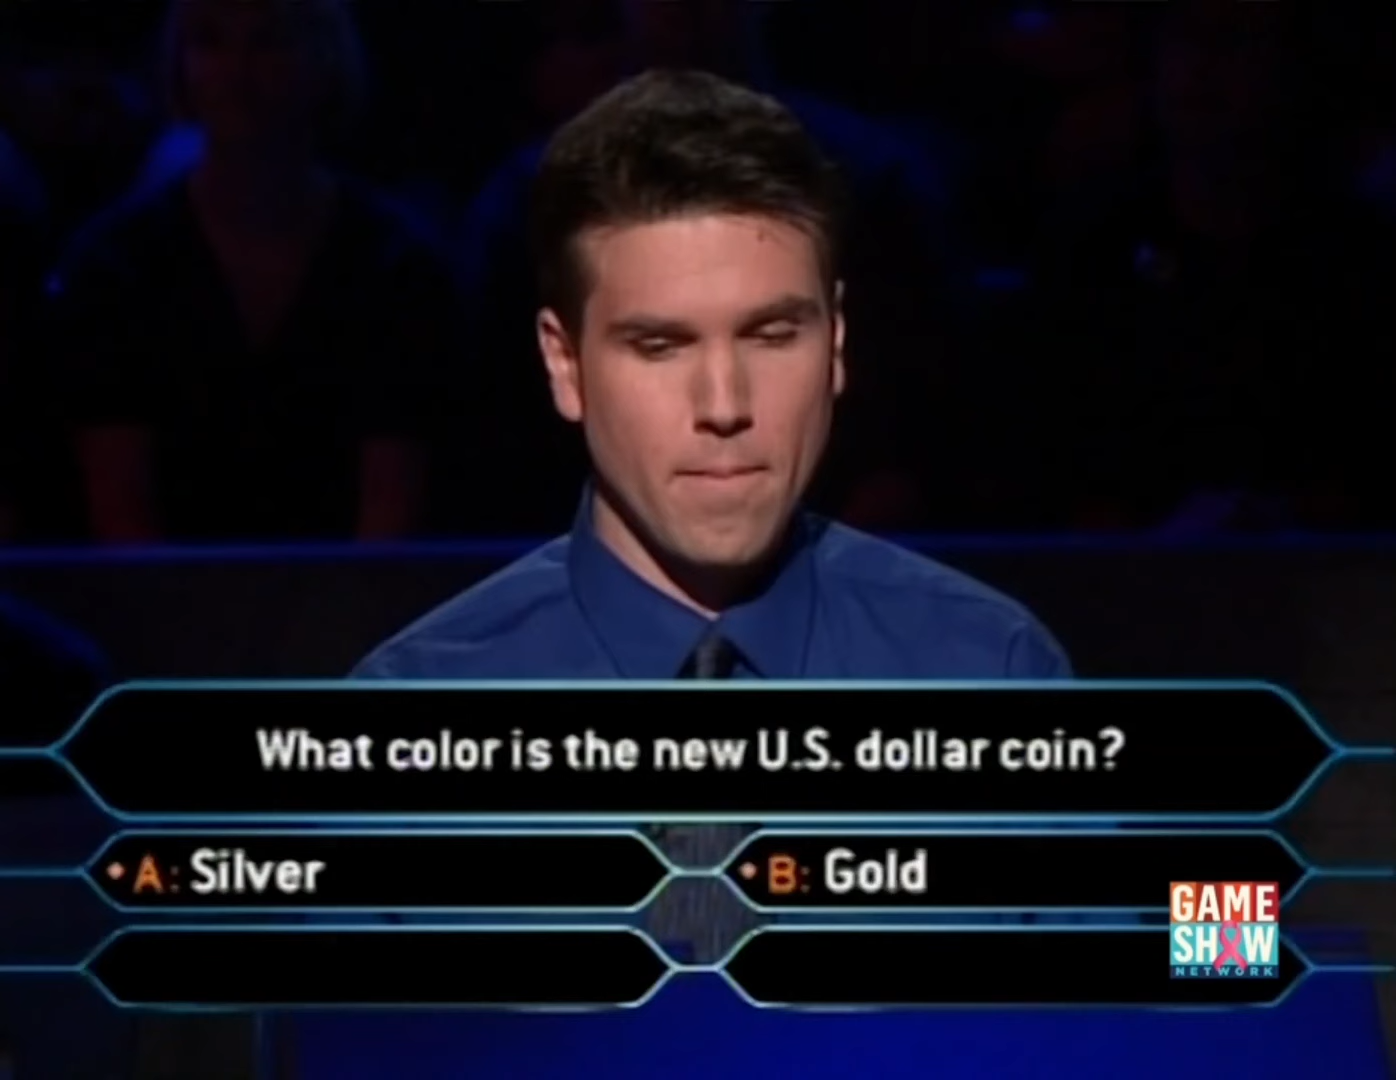 What color is the new U.S. dollar coin?
A: Silver
B: Gold
GAME
SHOW
NETWORK